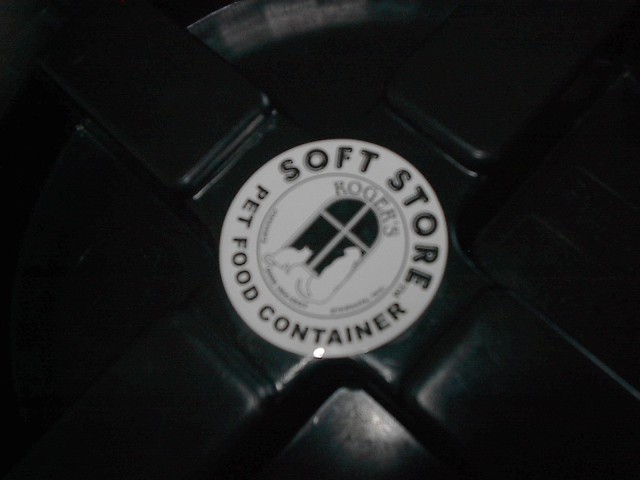 SOFT STORE
ROGER'S
PET FOOD CONTAINER